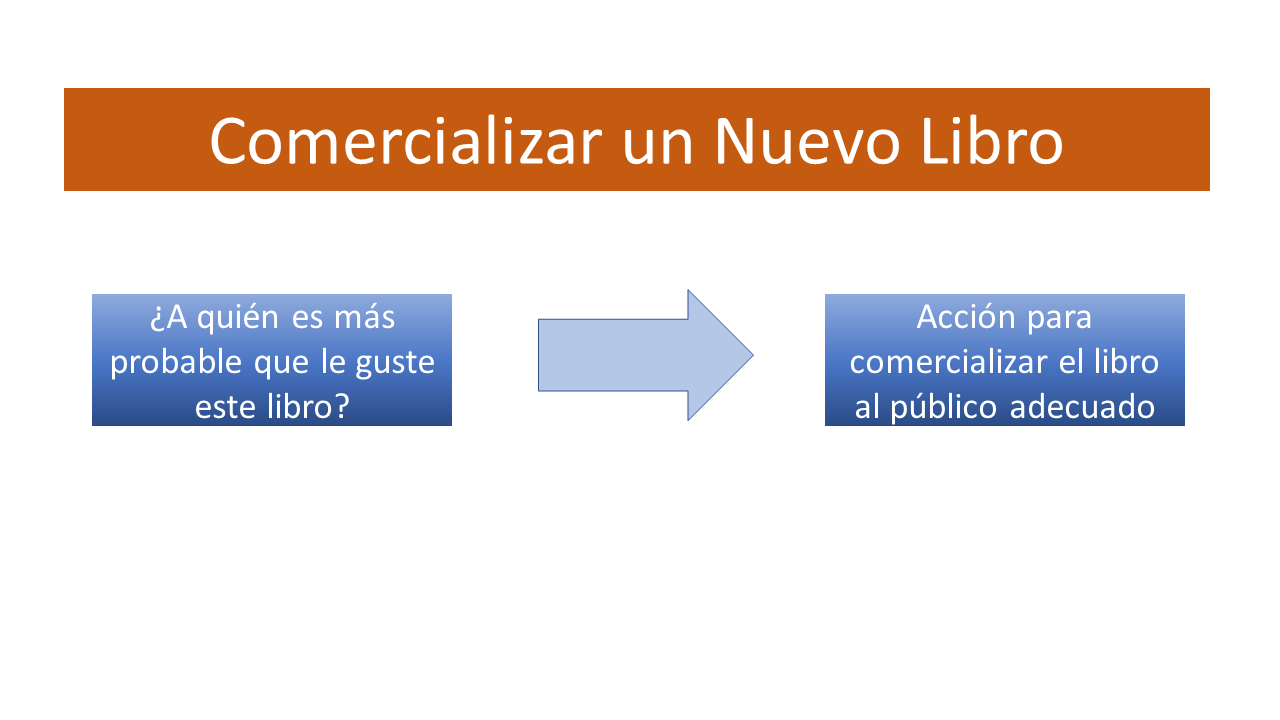 Comercializar un Nuevo Libro
¿A quién es más
probable que le guste
este libro?
Acción para
comercializar el libro
al público adecuado